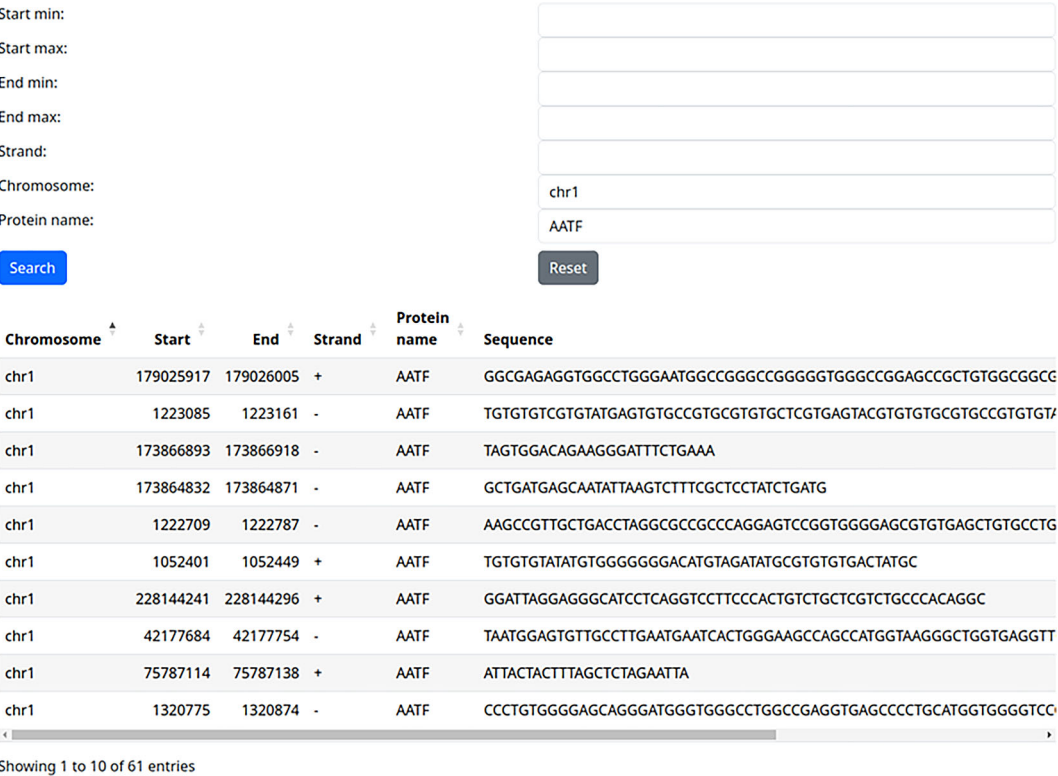 Start min:
Start max:
End min:
End max:
Strand:
Chromosome: chr1
Protein name: AATF
Search Reset
Chromosome Start End Strand Protein name Sequence
chr1 179025917 179026005 + AATF GGCGAGAGGTGGCCTGGGAATGGCCGGGCCGGGGGTGGGCCGGAGCCGCTGTGGCGGCG
chr1 1223085 1223161 - AATF TGTGTGTCGTGTATGAGTGTGCCGTGCGTGTGCTCGTGAGTACGTGTGTGCGTGCCGTGTGTA
chr1 173866893 173866918 - AATF TAGTGGACAGAAGGGATTTCTGAAA
chr1 173864832 173864871 - AATF GCTGATGAGCAATATTAAGTCTTTCGCTCCTATCTGATG
chr1 1222709 1222787 - AATF AAGCCGTTGCTGACCTAGGCGCCGCCCAGGAGTCCGGTGGGGAGCGTGTGAGCTGTGCCTG
chr1 1052401 1052449 + AATF TGTGTGTATATGTGGGGGGGACATGTAGATATGCGTGTGTGTGACTATGC
chr1 228144241 228144296 + AATF GGATTAGGAGGGCATCCTCAGGTCCTTCCCACTGTCTGCTCGTCTGCCCACAGGC
chr1 42177684 42177754 - AATF TAATGGAGTGTTGCCTTGAATGAATCACTGGGAAGCCAGCCATGGTAAGGGCTGGTGAGGTT
chr1 75787114 75787138 + AATF ATTACTACTTTAGCTCTAGAATTA
chr1 1320775 1320874 - AATF CCCTGTGGGGAGCAGGGATGGGTGGGCCTGGCCGAGGTGAGCCCCTGCATGGTGGGGTCC
Showing 1 to 10 of 61 entries